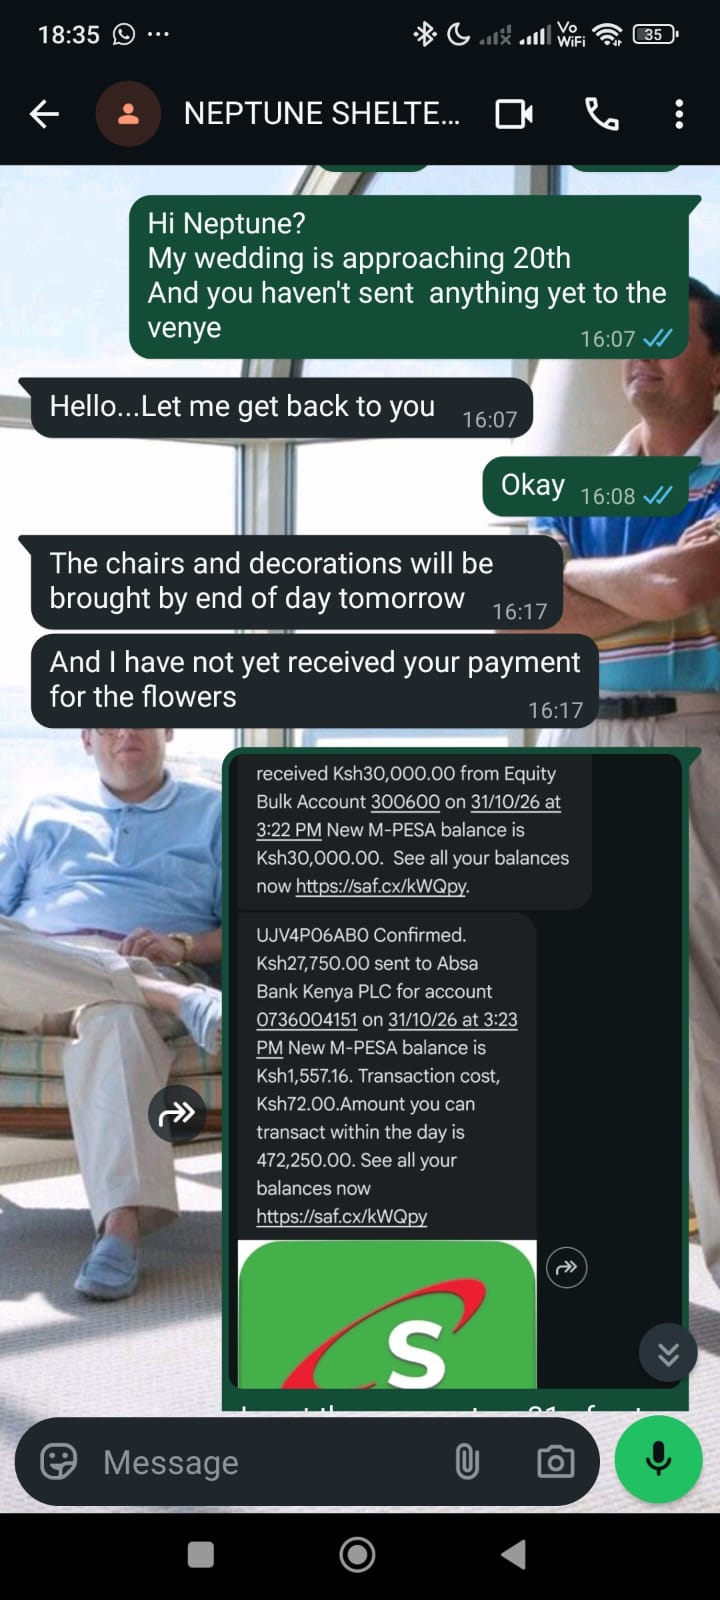 18:35
Vo
WiFi
35
NEPTUNE SHELTE...
Hi Neptune?
My wedding is approaching 20th
And you haven't sent anything yet to the
venye
16:07
Hello...Let me get back to you 16:07
Okay 16:08
The chairs and decorations will be
brought by end of day tomorrow 16:17
And I have not yet received your payment
for the flowers
16:17
received Ksh30,000.00 from Equity
Bulk Account 300600 on 31/10/26 at
3:22 PM New M-PESA balance is
Ksh30,000.00. See all your balances
now https://saf.cx/kWQpy.
UJV4P06AB0 Confirmed.
Ksh27,750.00 sent to Absa
Bank Kenya PLC for account
0736004151 on 31/10/26 at 3:23
PM New M-PESA balance is
Ksh1,557.16. Transaction cost,
Ksh72.00.Amount you can
transact within the day is
472,250.00. See all your
balances now
https://saf.cx/kWQpy
S
Message